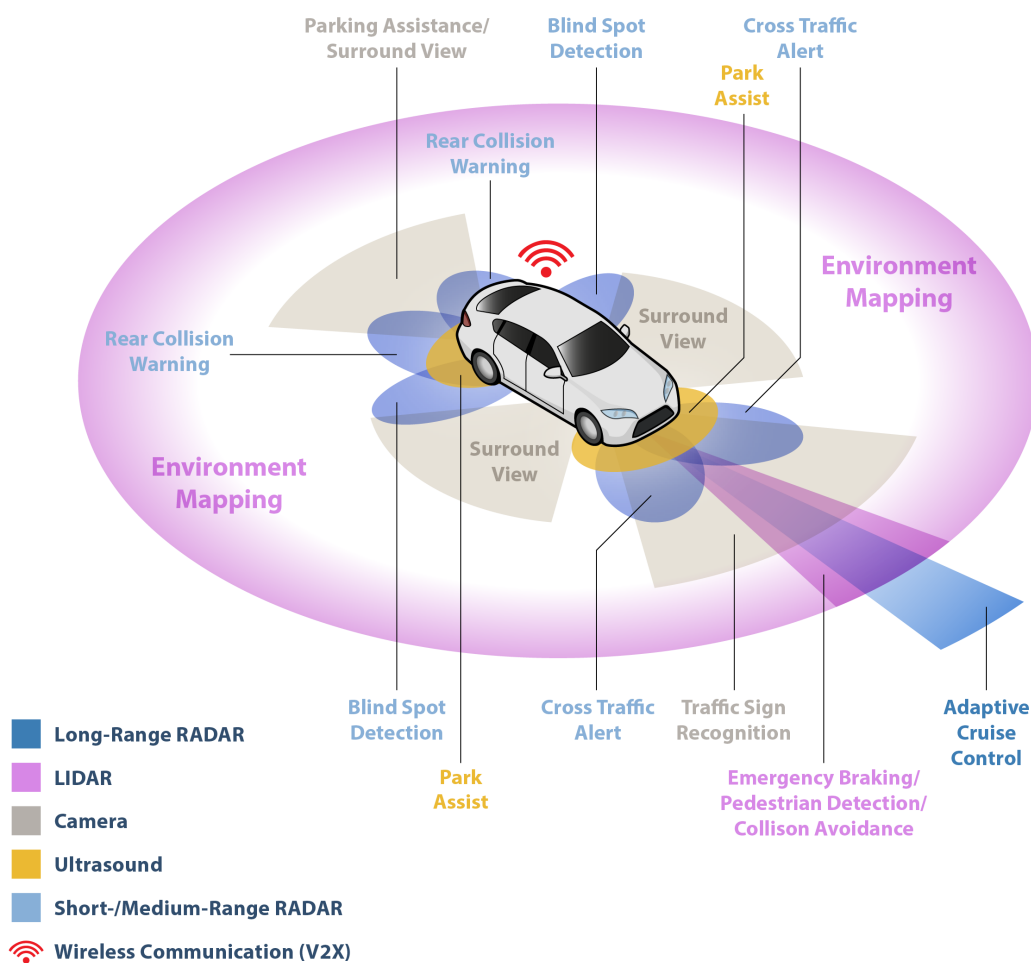 Parking Assistance/
Surround View
Blind Spot
Detection
Cross Traffic
Alert
Park
Assist
Rear Collision
Warning
Environment
Mapping
Surround
View
Rear Collision
Warning
Surround
View
Environment
Mapping
Blind Spot
Detection
Cross Traffic
Alert
Traffic Sign
Recognition
Adaptive
Cruise
Control
Park
Assist
Emergency Braking/
Pedestrian Detection/
Collison Avoidance
Long-Range RADAR
LIDAR
Camera
Ultrasound
Short-/Medium-Range RADAR
Wireless Communication (V2X)